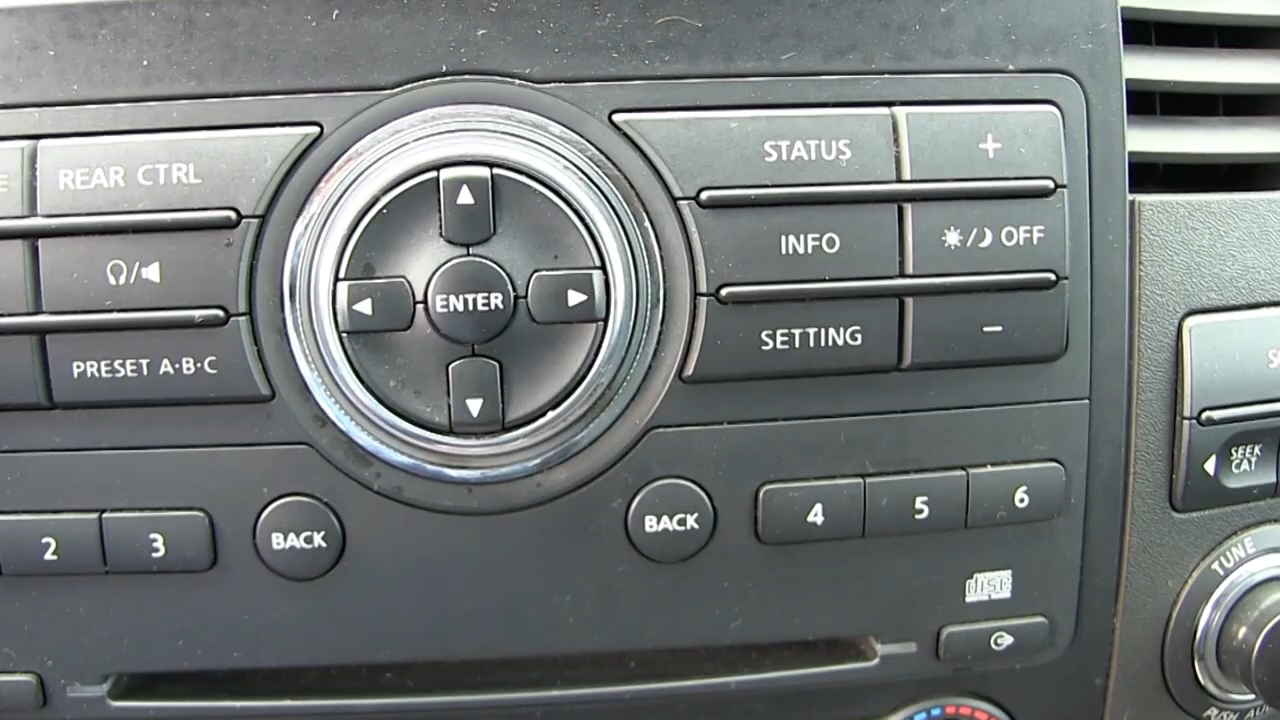 REAR CTRL
PRESET A·B·C
ENTER
STATUS
+
INFO
OFF
SETTING
−
2
3
BACK
BACK
4
5
6
disc
SEEK
CAT
TUNE